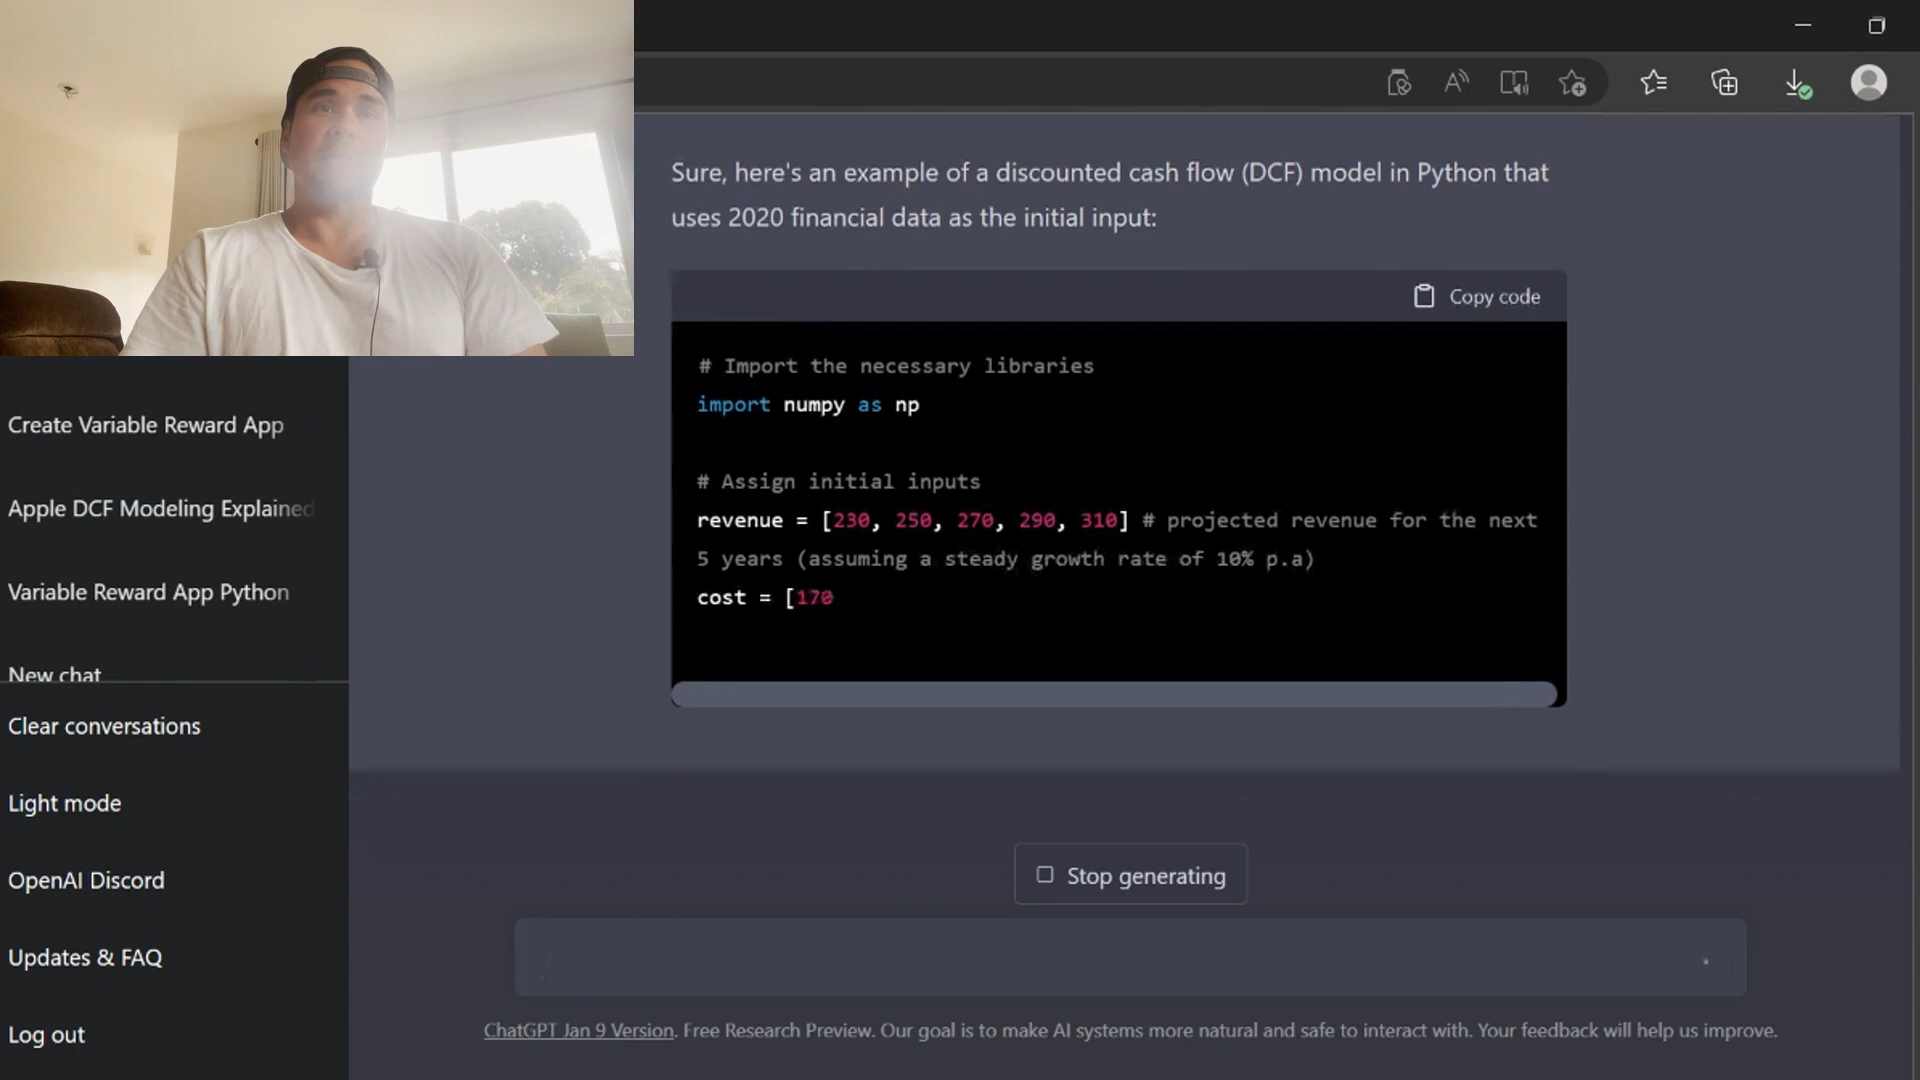 Sure, here's an example of a discounted cash flow (DCF) model in Python that
uses 2020 financial data as the initial input:
Copy code
# Import the necessary libraries
import numpy as np
# Assign initial inputs
revenue = [230, 250, 270, 290, 310] # projected revenue for the next
5 years (assuming a steady growth rate of 10% p.a)
cost = [170
Create Variable Reward App
Apple DCF Modeling Explained
Variable Reward App Python
New chat
Clear conversations
Light mode
OpenAI Discord
Updates & FAQ
Log out
Stop generating
ChatGPT Jan 9 Version. Free Research Preview. Our goal is to make AI systems more natural and safe to interact with. Your feedback will help us improve.